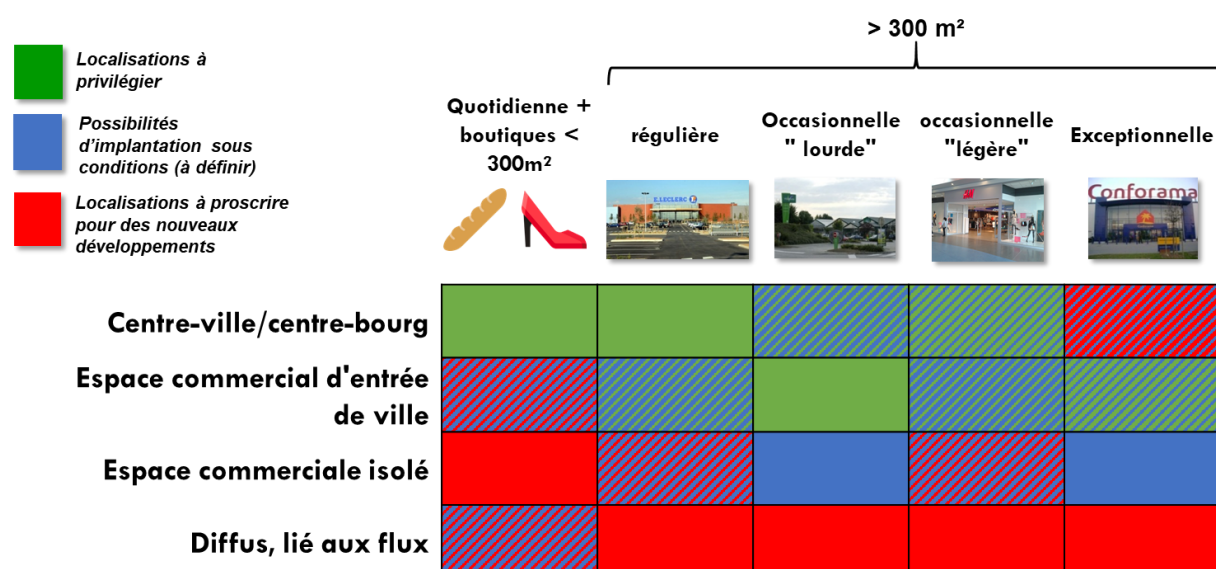 > 300 m²
Localisations à
privilégier
Possibilités
d'implantation sous
conditions (à définir)
Localisations à proscrire
pour des nouveaux
développements
Quotidienne +
boutiques <
300m²
régulière
Occasionnelle
" lourde"
occasionnelle
"légère"
Exceptionnelle
E.LECLERC
Conforama
Centre-ville/centre-bourg
Espace commercial d'entrée
de ville
Espace commerciale isolé
Diffus, lié aux flux